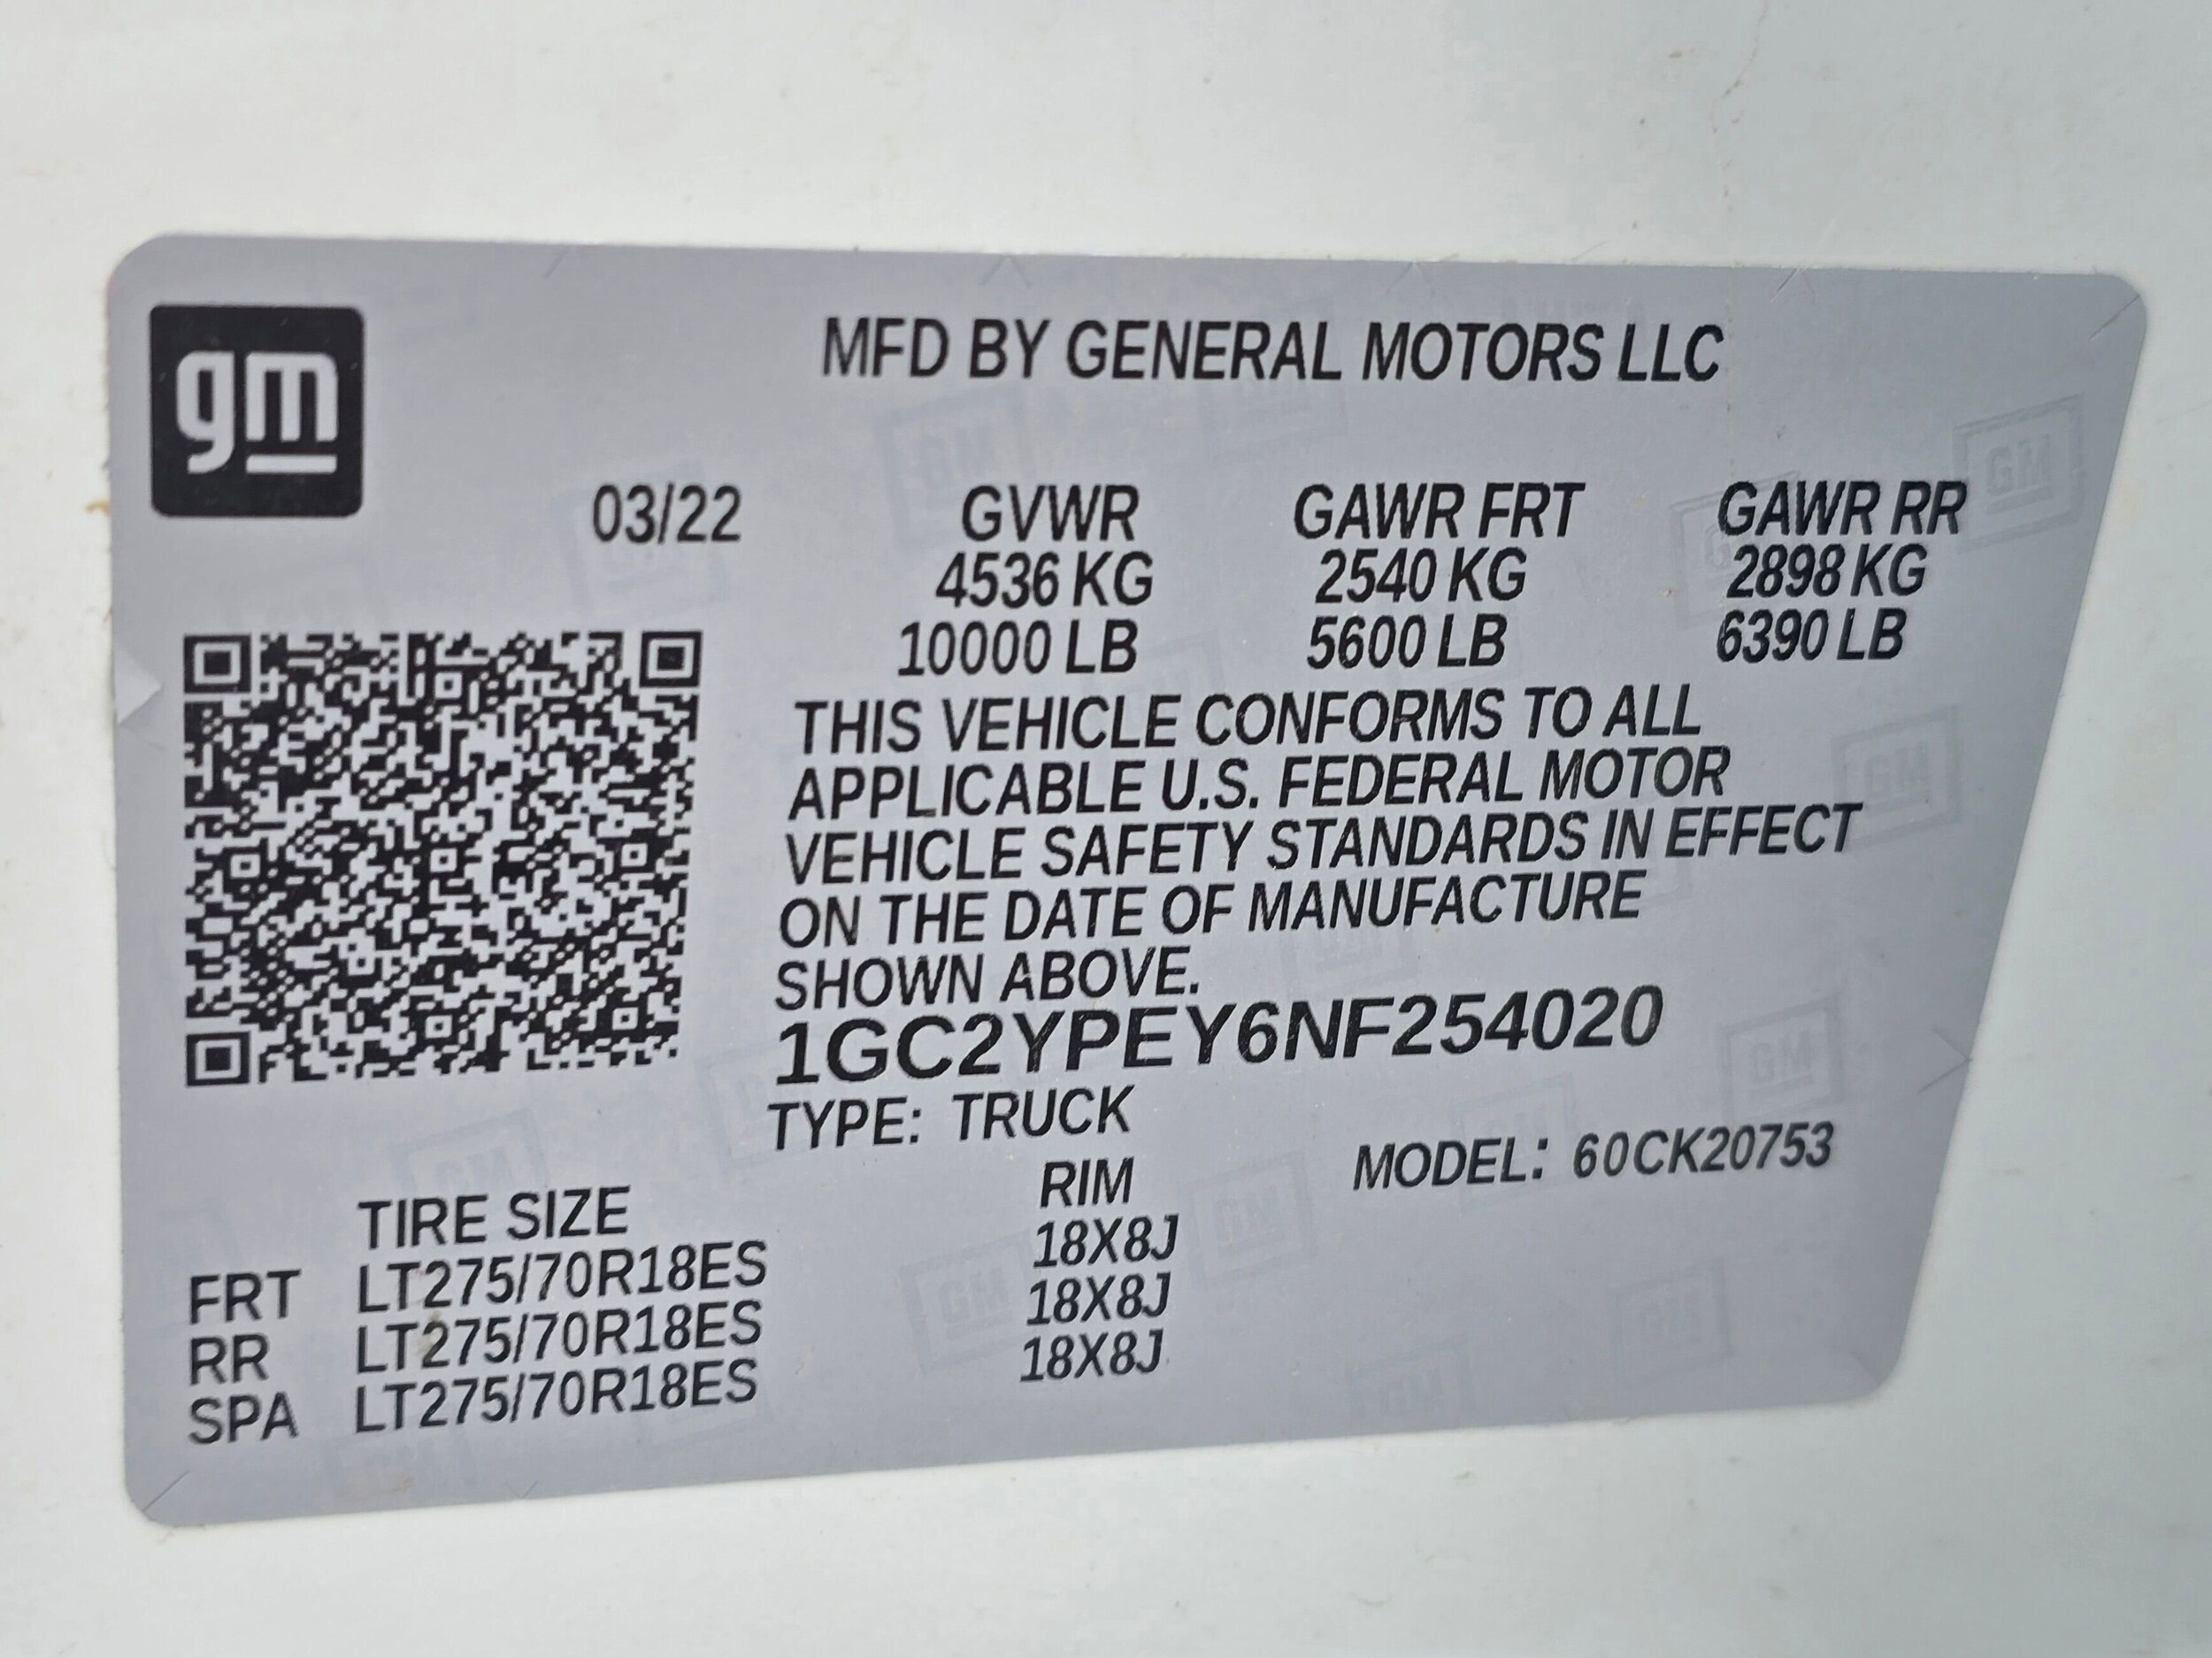 gm
MFD BY GENERAL MOTORS LLC
03/22 GVWR GAWR FRT GAWR RR
4536 KG 2540 KG 2898 KG
10000 LB 5600 LB 6390 LB
THIS VEHICLE CONFORMS TO ALL
APPLICABLE U.S. FEDERAL MOTOR
VEHICLE SAFETY STANDARDS IN EFFECT
ON THE DATE OF MANUFACTURE
SHOWN ABOVE.
1GC2YPEY6NF254020
TYPE: TRUCK
MODEL: 60CK20753
TIRE SIZE RIM
FRT LT275/70R18ES 18X8J
RR LT275/70R18ES 18X8J
SPA LT275/70R18ES 18X8J